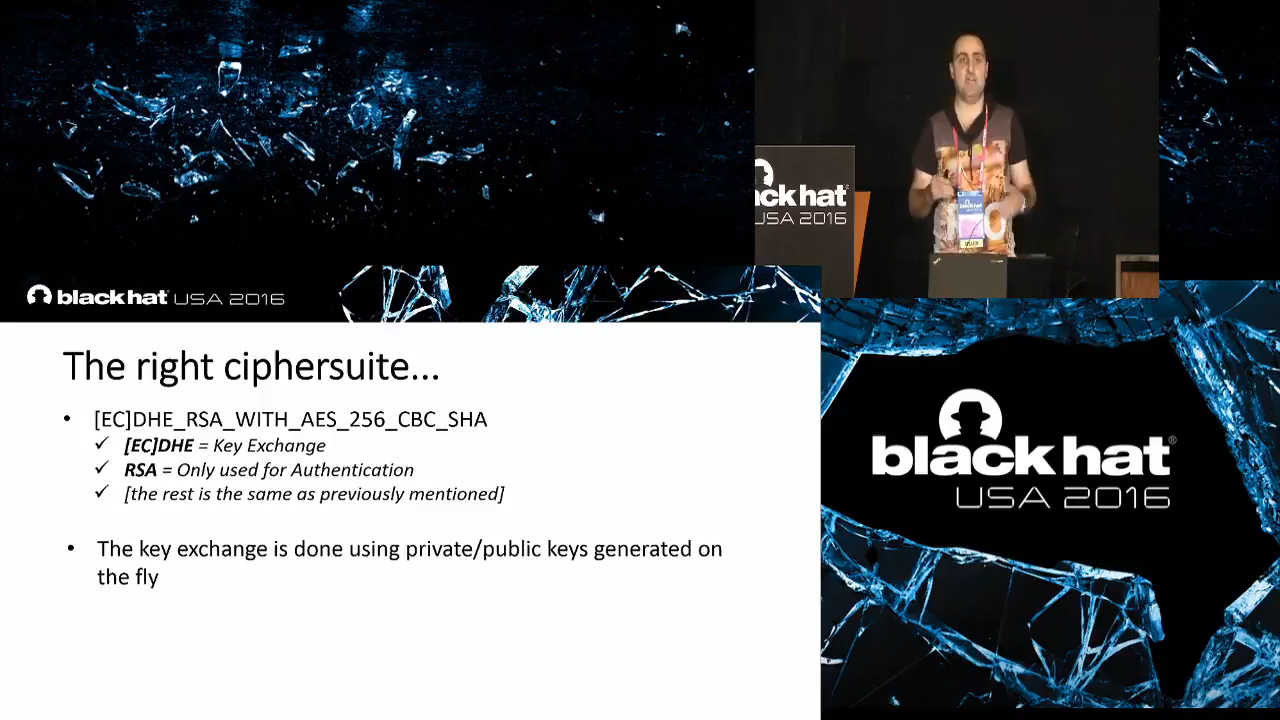 ack hat
USA 2016
black hat
black hat USA 2016
The right ciphersuite...
• [EC]DHE_RSA_WITH_AES_256_CBC_SHA
✓ [EC]DHE = Key Exchange
✓ RSA = Only used for Authentication
✓ [the rest is the same as previously mentioned]
• The key exchange is done using private/public keys generated on
the fly
black hat®
USA 2016